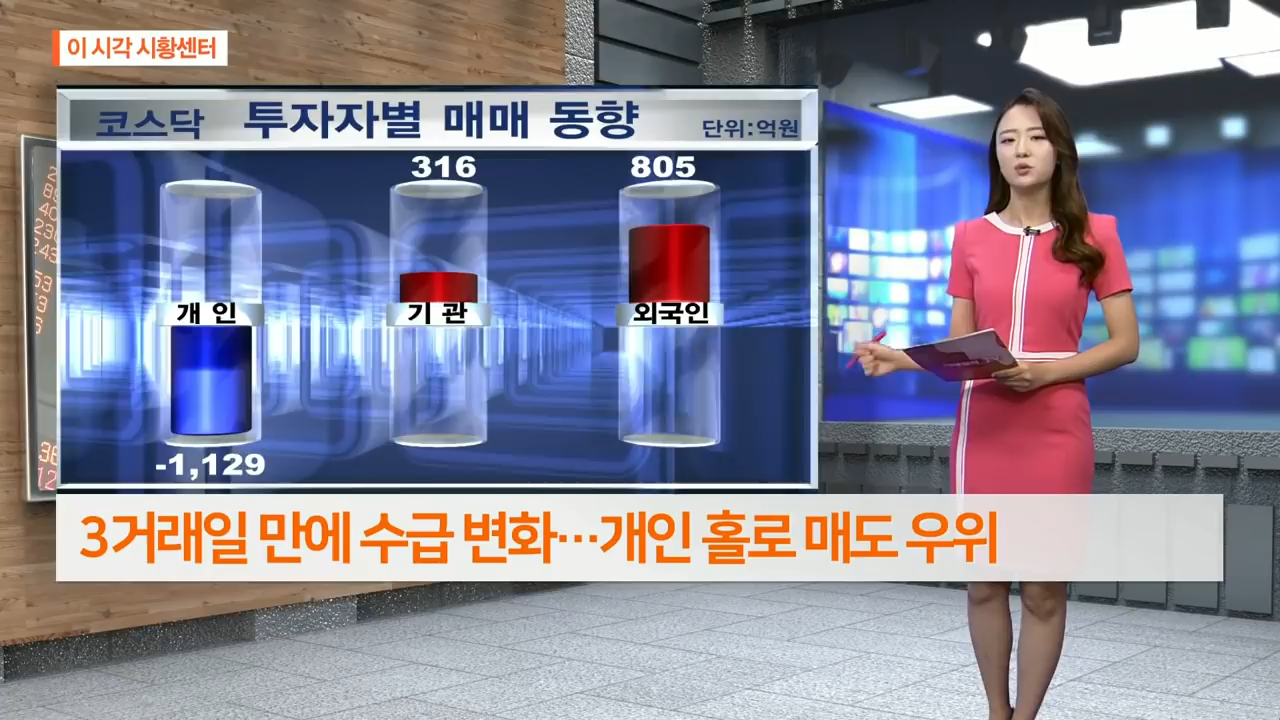 이 시각 시황센터
코스닥 투자자별 매매 동향 단위:억원
316 805
개 인 기 관 외국인
-1,129
3거래일 만에 수급 변화…개인 홀로 매도 우위